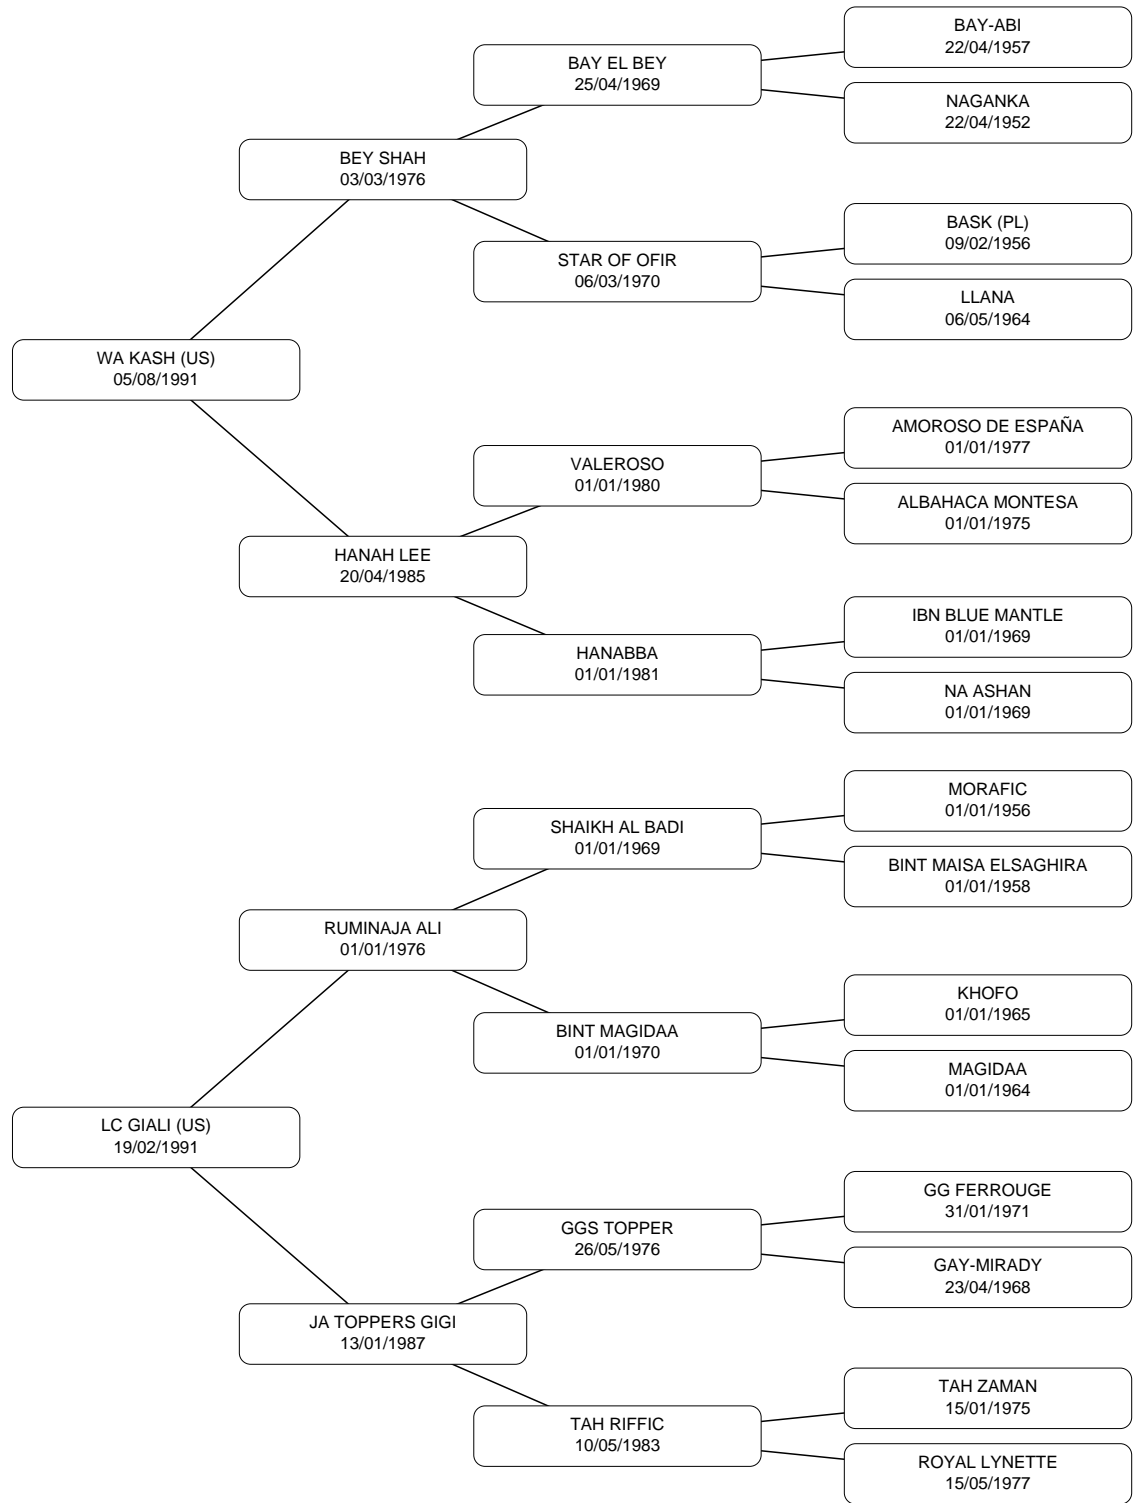 BAY-ABI
22/04/1957
BAY EL BEY
25/04/1969
NAGANKA
22/04/1952
BEY SHAH
03/03/1976
BASK (PL)
09/02/1956
STAR OF OFIR
06/03/1970
LLANA
06/05/1964
WA KASH (US)
05/08/1991
AMOROSO DE ESPAÑA
01/01/1977
VALEROSO
01/01/1980
ALBAHACA MONTESA
01/01/1975
HANAH LEE
20/04/1985
IBN BLUE MANTLE
01/01/1969
HANABBA
01/01/1981
NA ASHAN
01/01/1969
MORAFIC
01/01/1956
SHAIKH AL BADI
01/01/1969
BINT MAISA ELSAGHIRA
01/01/1958
RUMINAJA ALI
01/01/1976
KHOFO
01/01/1965
BINT MAGIDAA
01/01/1970
MAGIDAA
01/01/1964
LC GIALI (US)
19/02/1991
GG FERROUGE
31/01/1971
GGS TOPPER
26/05/1976
GAY-MIRADY
23/04/1968
JA TOPPERS GIGI
13/01/1987
TAH ZAMAN
15/01/1975
TAH RIFFIC
10/05/1983
ROYAL LYNETTE
15/05/1977